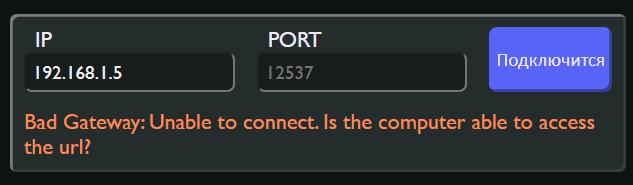 IP PORT
192.168.1.5 12537 Подключится
Bad Gateway: Unable to connect. Is the computer able to access
the url?